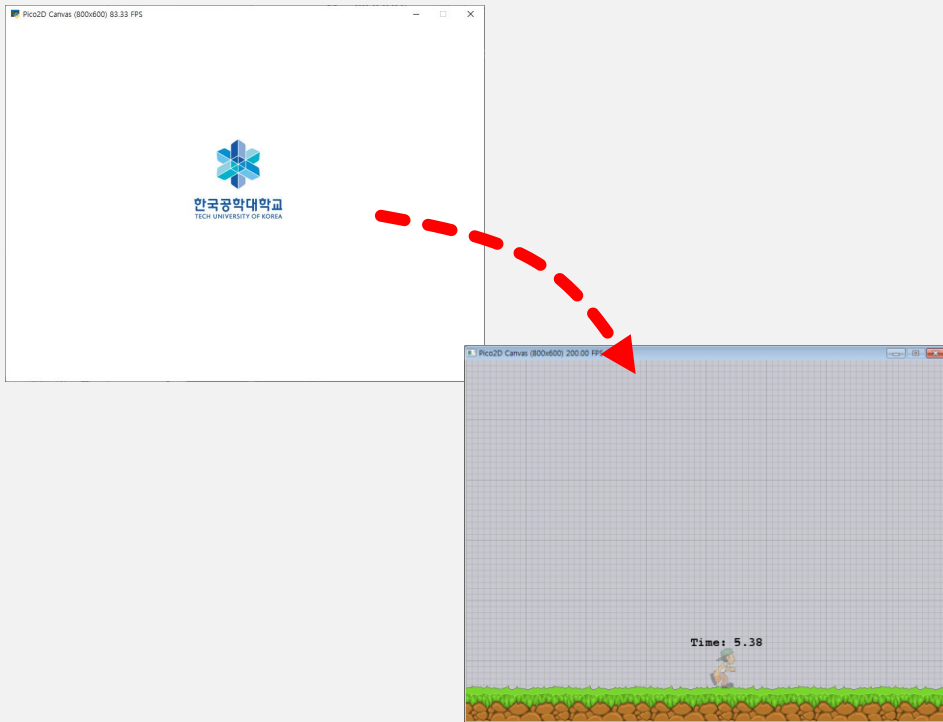 Pico2D Canvas (800x600) 83.33 FPS
한국공학대학교
TECH UNIVERSITY OF KOREA
Pico2D Canvas (800x600) 200.00 FPS
Time: 5.38